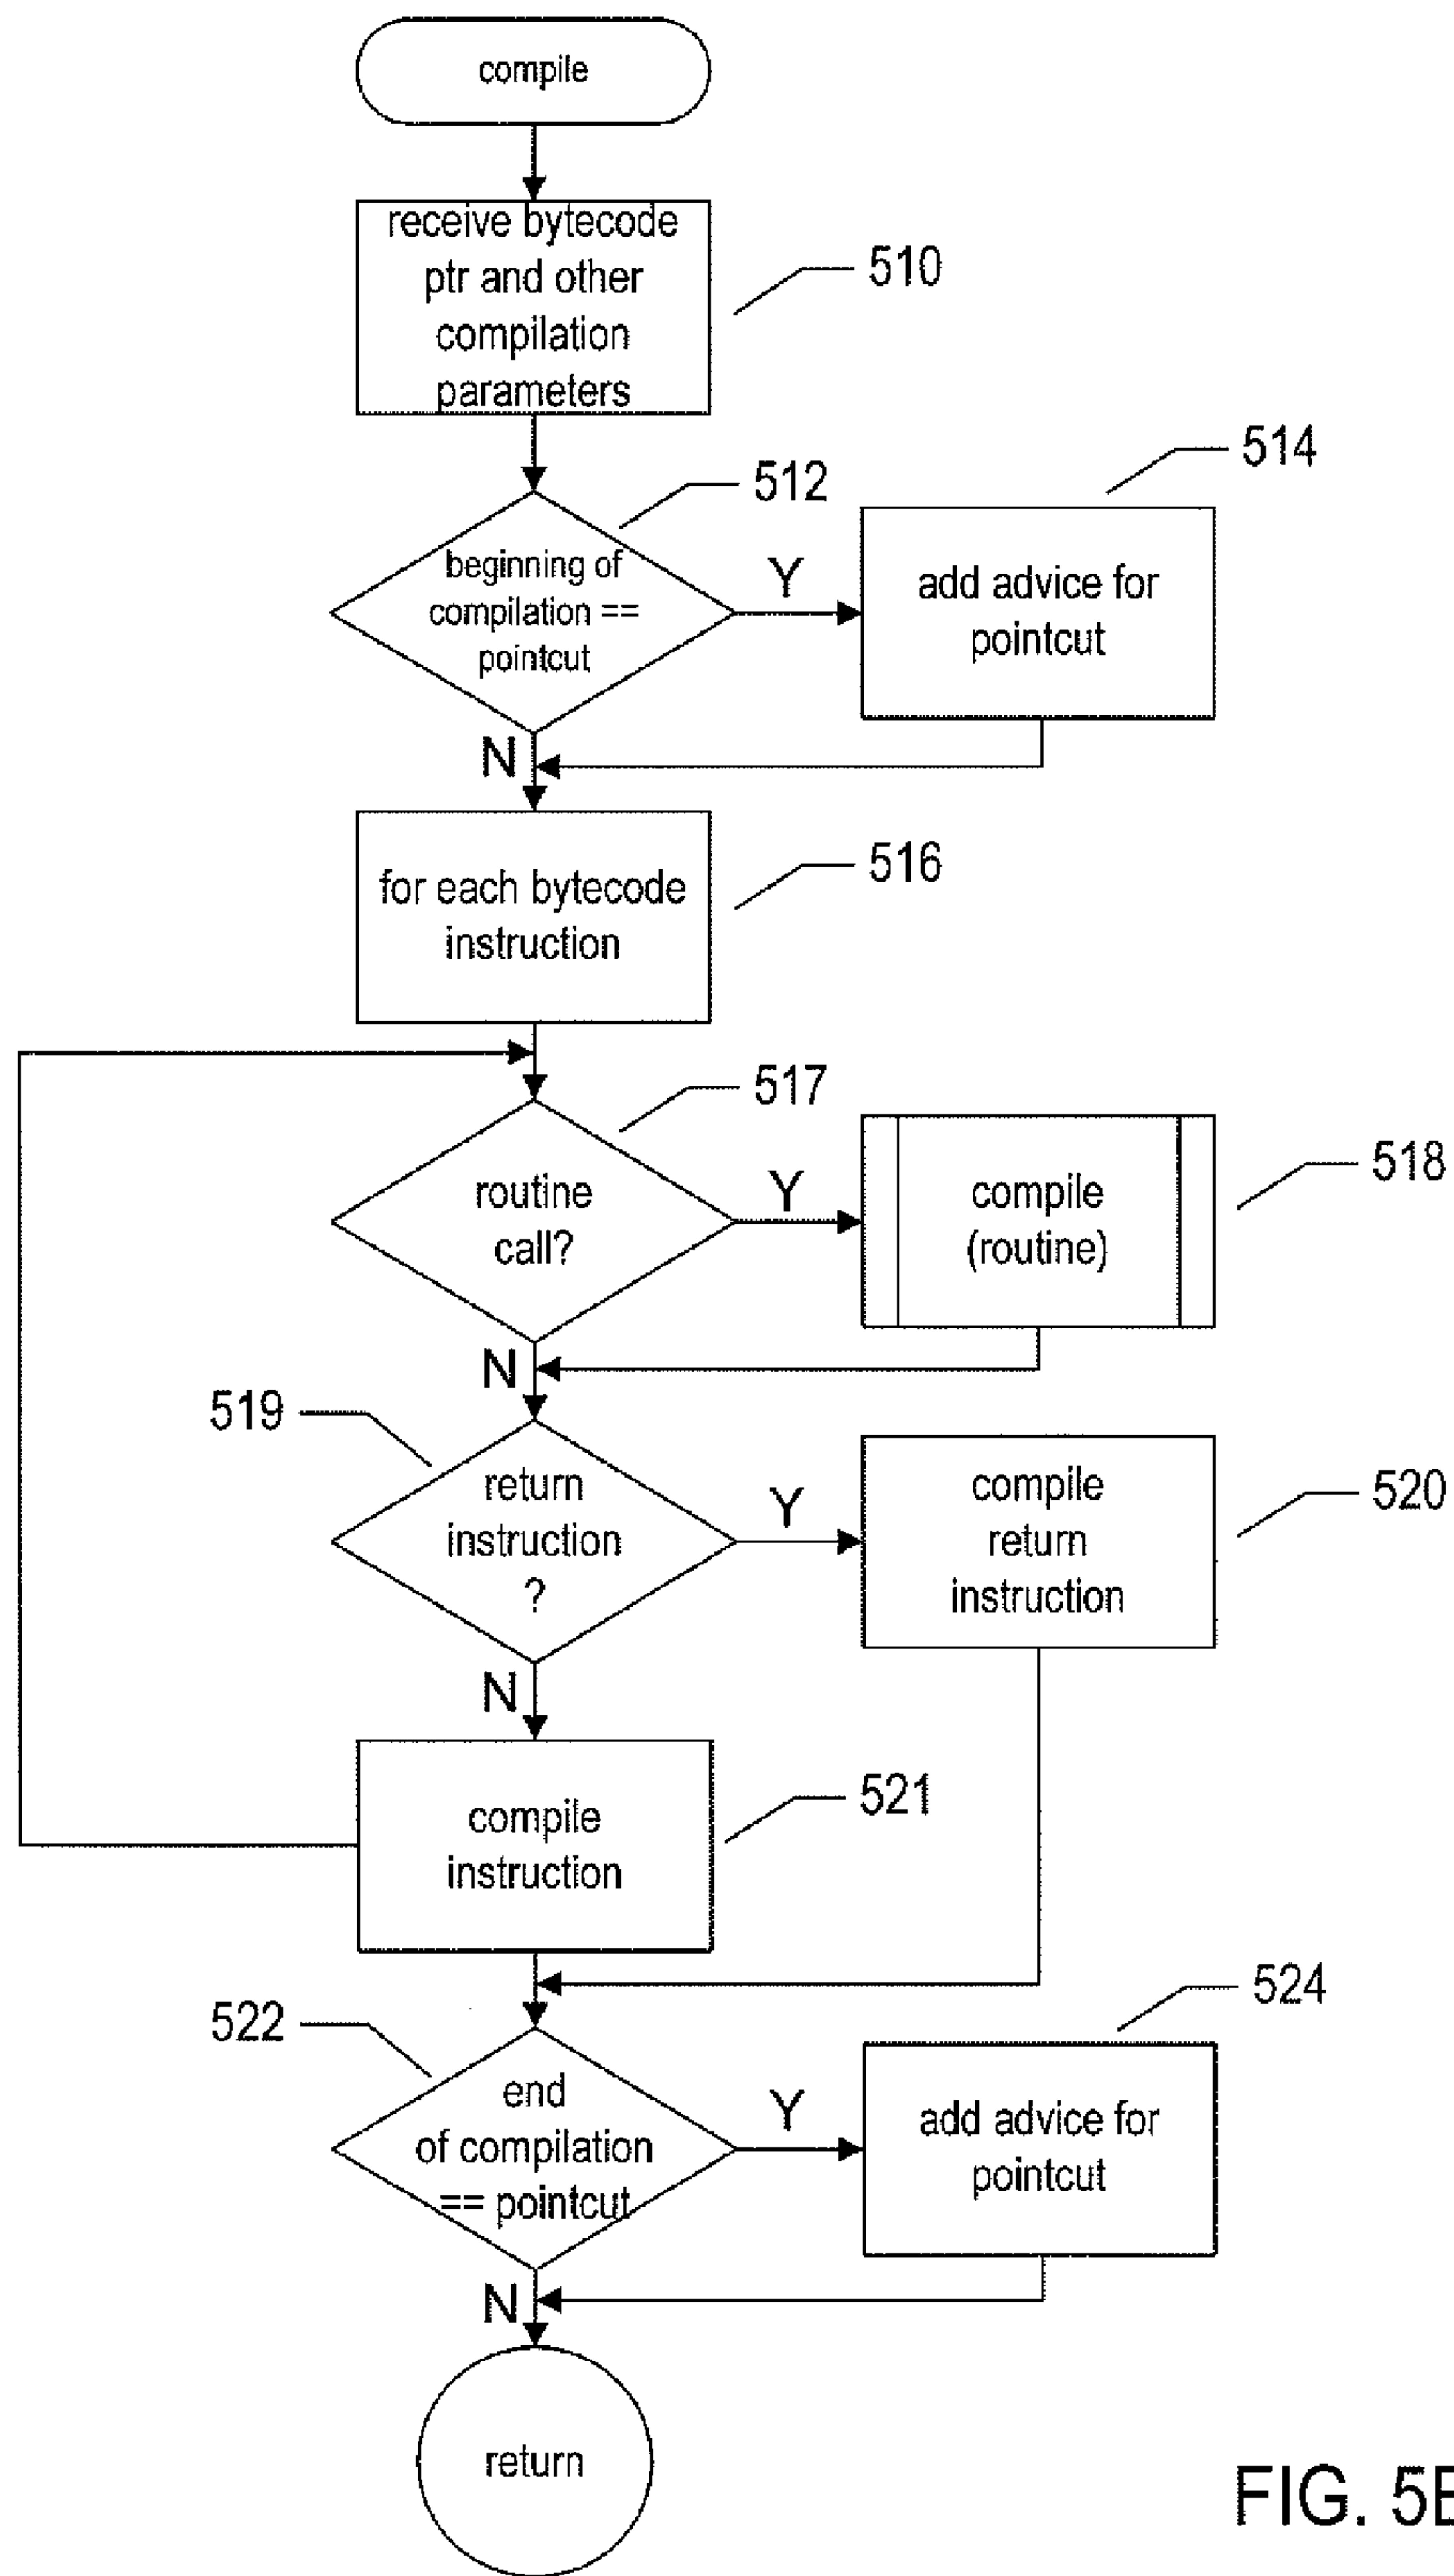 compile
receive bytecode
ptr and other
compilation
parameters
510
512
514
beginning of
compilation ==
pointcut
Y
add advice for
pointcut
N
for each bytecode
instruction
516
517
routine
call?
Y
compile
(routine)
518
N
519
return
instruction
?
Y
compile
return
instruction
520
N
compile
instruction
521
522
end
of compilation
== pointcut
Y
524
add advice for
pointcut
N
return